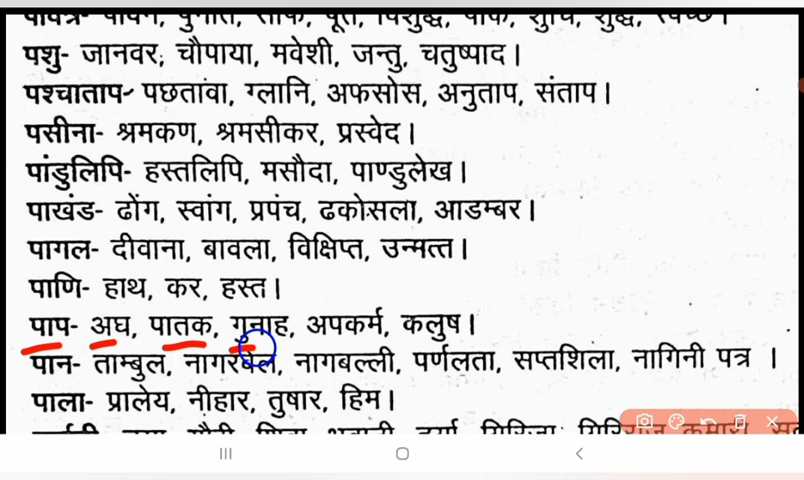 पशु- जानवर, चौपाया, मवेशी, जन्तु, चतुष्पाद।
पश्चाताप- पछतावा, ग्लानि, अफसोस, अनुताप, संताप।
पसीना- श्रमकण, श्रमसीकर, प्रस्वेद।
पांडुलिपि- हस्तलिपि, मसौदा, पाण्डुलेख।
पाखंड- ढोंग, स्वांग, प्रपंच, ढकोसला, आडम्बर।
पागल- दीवाना, बावला, विक्षिप्त, उन्मत्त।
पाणि- हाथ, कर, हस्त।
पाप- अघ, पातक, गुनाह, अपकर्म, कलुष।
पान- ताम्बुल, नागरबेल, नागबल्ली, पर्णलता, सप्तशिला, नागिनी पत्र ।
पाला- प्रालेय, नीहार, तुषार, हिम।